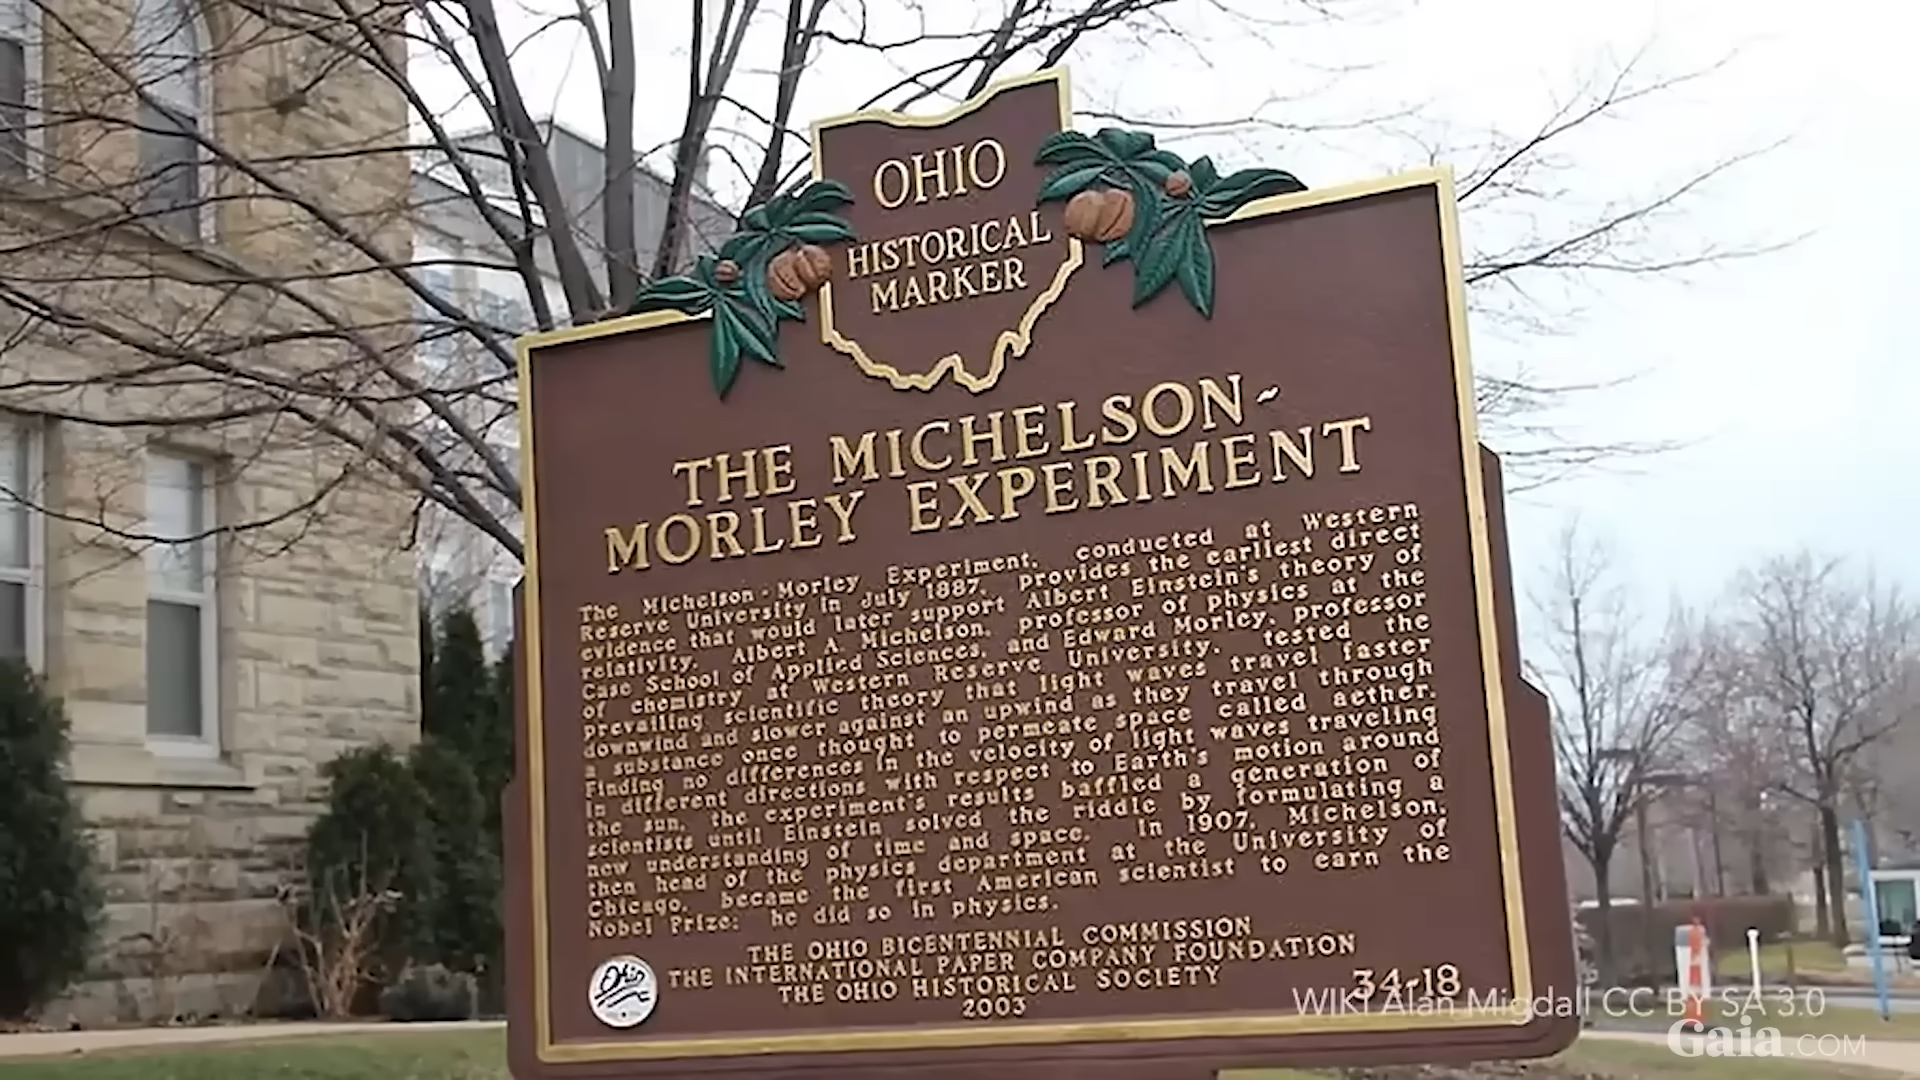 OHIO
HISTORICAL
MARKER
THE MICHELSON-
MORLEY EXPERIMENT
The Michelson-Morley Experiment, conducted at Western
Reserve University in July 1887, provides the earliest direct
evidence that would later support Albert Einstein's theory of
relativity. Albert A. Michelson, professor of physics at the
Case School of Applied Sciences, and Edward Morley, professor
of chemistry at Western Reserve University, tested the
prevailing scientific theory that light waves travel faster
downwind and slower against an upwind as they travel through
a substance once thought to permeate space called aether.
Finding no differences in the velocity of light waves traveling
in different directions with respect to Earth's motion around
the sun, the experiment's results baffled a generation of
scientists until Einstein solved the riddle by formulating a
new understanding of time and space. In 1907, Michelson,
then head of the physics department at the University of
Chicago, became the first American scientist to earn the
Nobel Prize; he did so in physics.
THE OHIO BICENTENNIAL COMMISSION
THE INTERNATIONAL PAPER COMPANY FOUNDATION
THE OHIO HISTORICAL SOCIETY
2003
34-18
Ohio
WIKI Alan Migdall CC BY SA 3.0
Gaia.COM